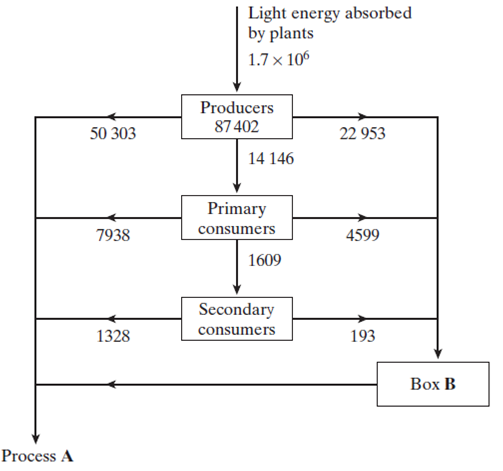 Light energy absorbed
by plants
1.7 × 10⁶
Producers
87 402
50 303
22 953
14 146
Primary
consumers
7938
4599
1609
Secondary
consumers
1328
193
Box B
Process A